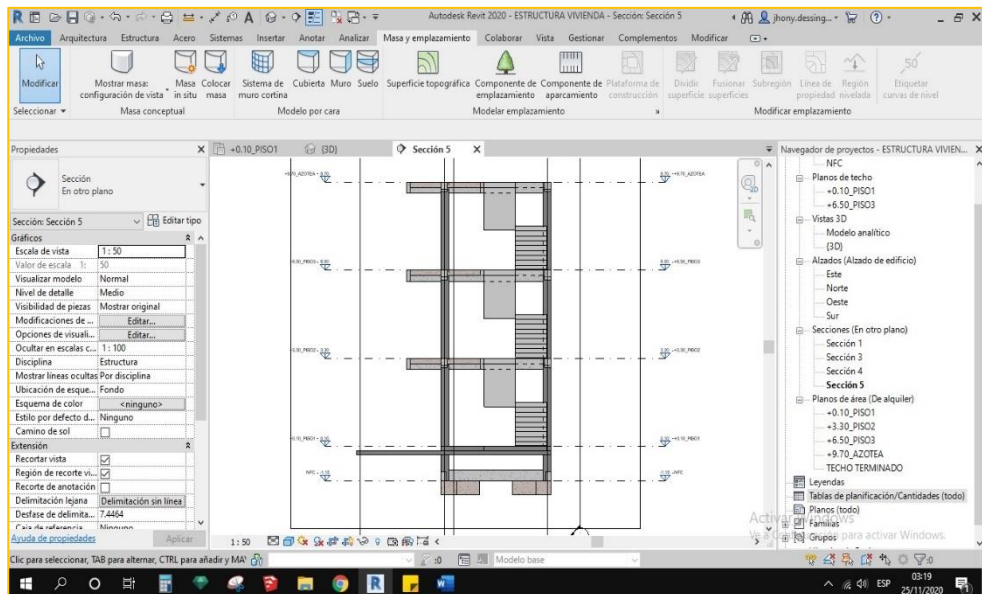 Autodesk Revit 2020 - ESTRUCTURA VIVIENDA - Sección: Sección 5
jhony.dessing...
Archivo Arquitectura Estructura Acero Sistemas Insertar Anotar Analizar Masa y emplazamiento Colaborar Vista Gestionar Complementos Modificar
Modificar
Mostrar masa: configuración de vista
Masa in situ
Colocar masa
Sistema de muro cortina
Cubierta
Muro
Suelo
Superficie topográfica
Componente de emplazamiento
Componente de aparcamiento
Plataforma de construcción
Dividir superficie
Fusionar superficies
Subregión
Línea de propiedad
Región nivelada
Etiquetar curvas de nivel
Seleccionar
Masa conceptual
Modelo por cara
Modelar emplazamiento
Modificar emplazamiento
Propiedades
Sección
En otro plano
Sección: Sección 5
Editar tipo
Gráficos
Escala de vista 1 : 50
Valor de escala 1: 50
Visualizar modelo Normal
Nivel de detalle Medio
Visibilidad de piezas Mostrar original
Modificaciones de ... Editar...
Opciones de visuali... Editar...
Ocultar en escalas c... 1 : 100
Disciplina Estructura
Mostrar líneas ocultas Por disciplina
Ubicación de esque... Fondo
Esquema de color <ninguno>
Estilo por defecto d... Ninguno
Camino de sol
Extensión
Recortar vista
Región de recorte vi...
Recorte de anotación
Delimitación lejana Delimitación sin línea
Desfase de delimita... 7.4464
Caja de referencia Ninguno
Ayuda de propiedades
Aplicar
+0.10_PISO1
{3D}
Sección 5
1 : 50
Navegador de proyectos - ESTRUCTURA VIVIEN...
NFC
Planos de techo
+0.10_PISO1
+6.50_PISO3
Vistas 3D
Modelo analítico
{3D}
Alzados (Alzado de edificio)
Este
Norte
Oeste
Sur
Secciones (En otro plano)
Sección 1
Sección 3
Sección 4
Sección 5
Planos de área (De alquiler)
+0.10_PISO1
+3.30_PISO2
+6.50_PISO3
+9.70_AZOTEA
TECHO TERMINADO
Leyendas
Tablas de planificación/Cantidades (todo)
Planos (todo)
Familias
Grupos
para activar Windows.
Clic para seleccionar, TAB para alternar, CTRL para añadir y MAY
:0
Modelo base
:0
ESP
03:19
25/11/2020